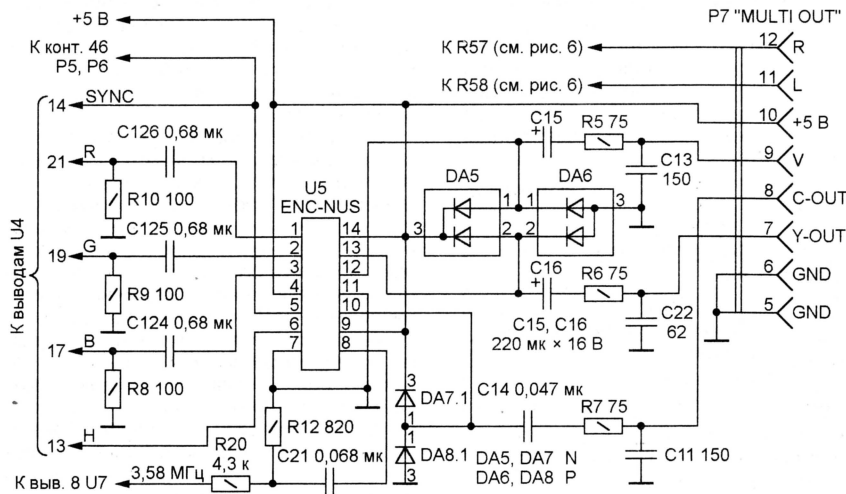 +5 В
К конт. 46
P5, P6
К R57 (см. рис. 6)
К R58 (см. рис. 6)
P7 "MULTI OUT"
12 R
11 L
10 +5 В
9 V
8 C-OUT
7 Y-OUT
6 GND
5 GND
К выводам U4
14 SYNC
21 R
19 G
17 B
13 H
C126 0,68 мк
R10 100
C125 0,68 мк
R9 100
C124 0,68 мк
R8 100
U5
ENC-NUS
1 14
2 13
3 12
4 11
5 10
6 9
7 8
DA5
3 1
2
DA6
1 3
2
C15
+
R5 75
C13
150
C16
+
R6 75
C15, C16
220 мк × 16 В
C22
62
3
DA7.1
1
1
DA8.1
3
C14 0,047 мк
R7 75
C11 150
DA5, DA7 N
DA6, DA8 P
R12 820
C21 0,068 мк
R20
4,3 к
3,58 МГц
К выв. 8 U7